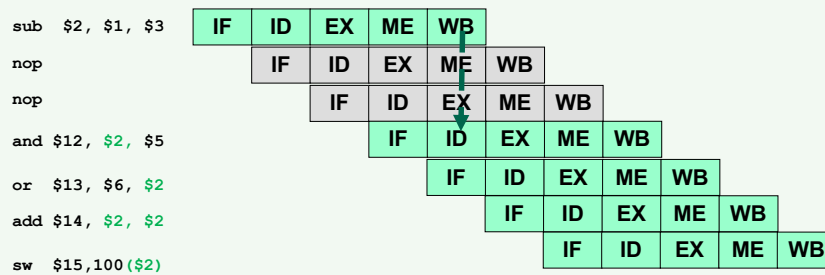 sub $2, $1, $3 IF ID EX ME WB
nop IF ID EX ME WB
nop IF ID EX ME WB
and $12, $2, $5 IF ID EX ME WB
or $13, $6, $2 IF ID EX ME WB
add $14, $2, $2 IF ID EX ME WB
sw $15,100($2) IF ID EX ME WB